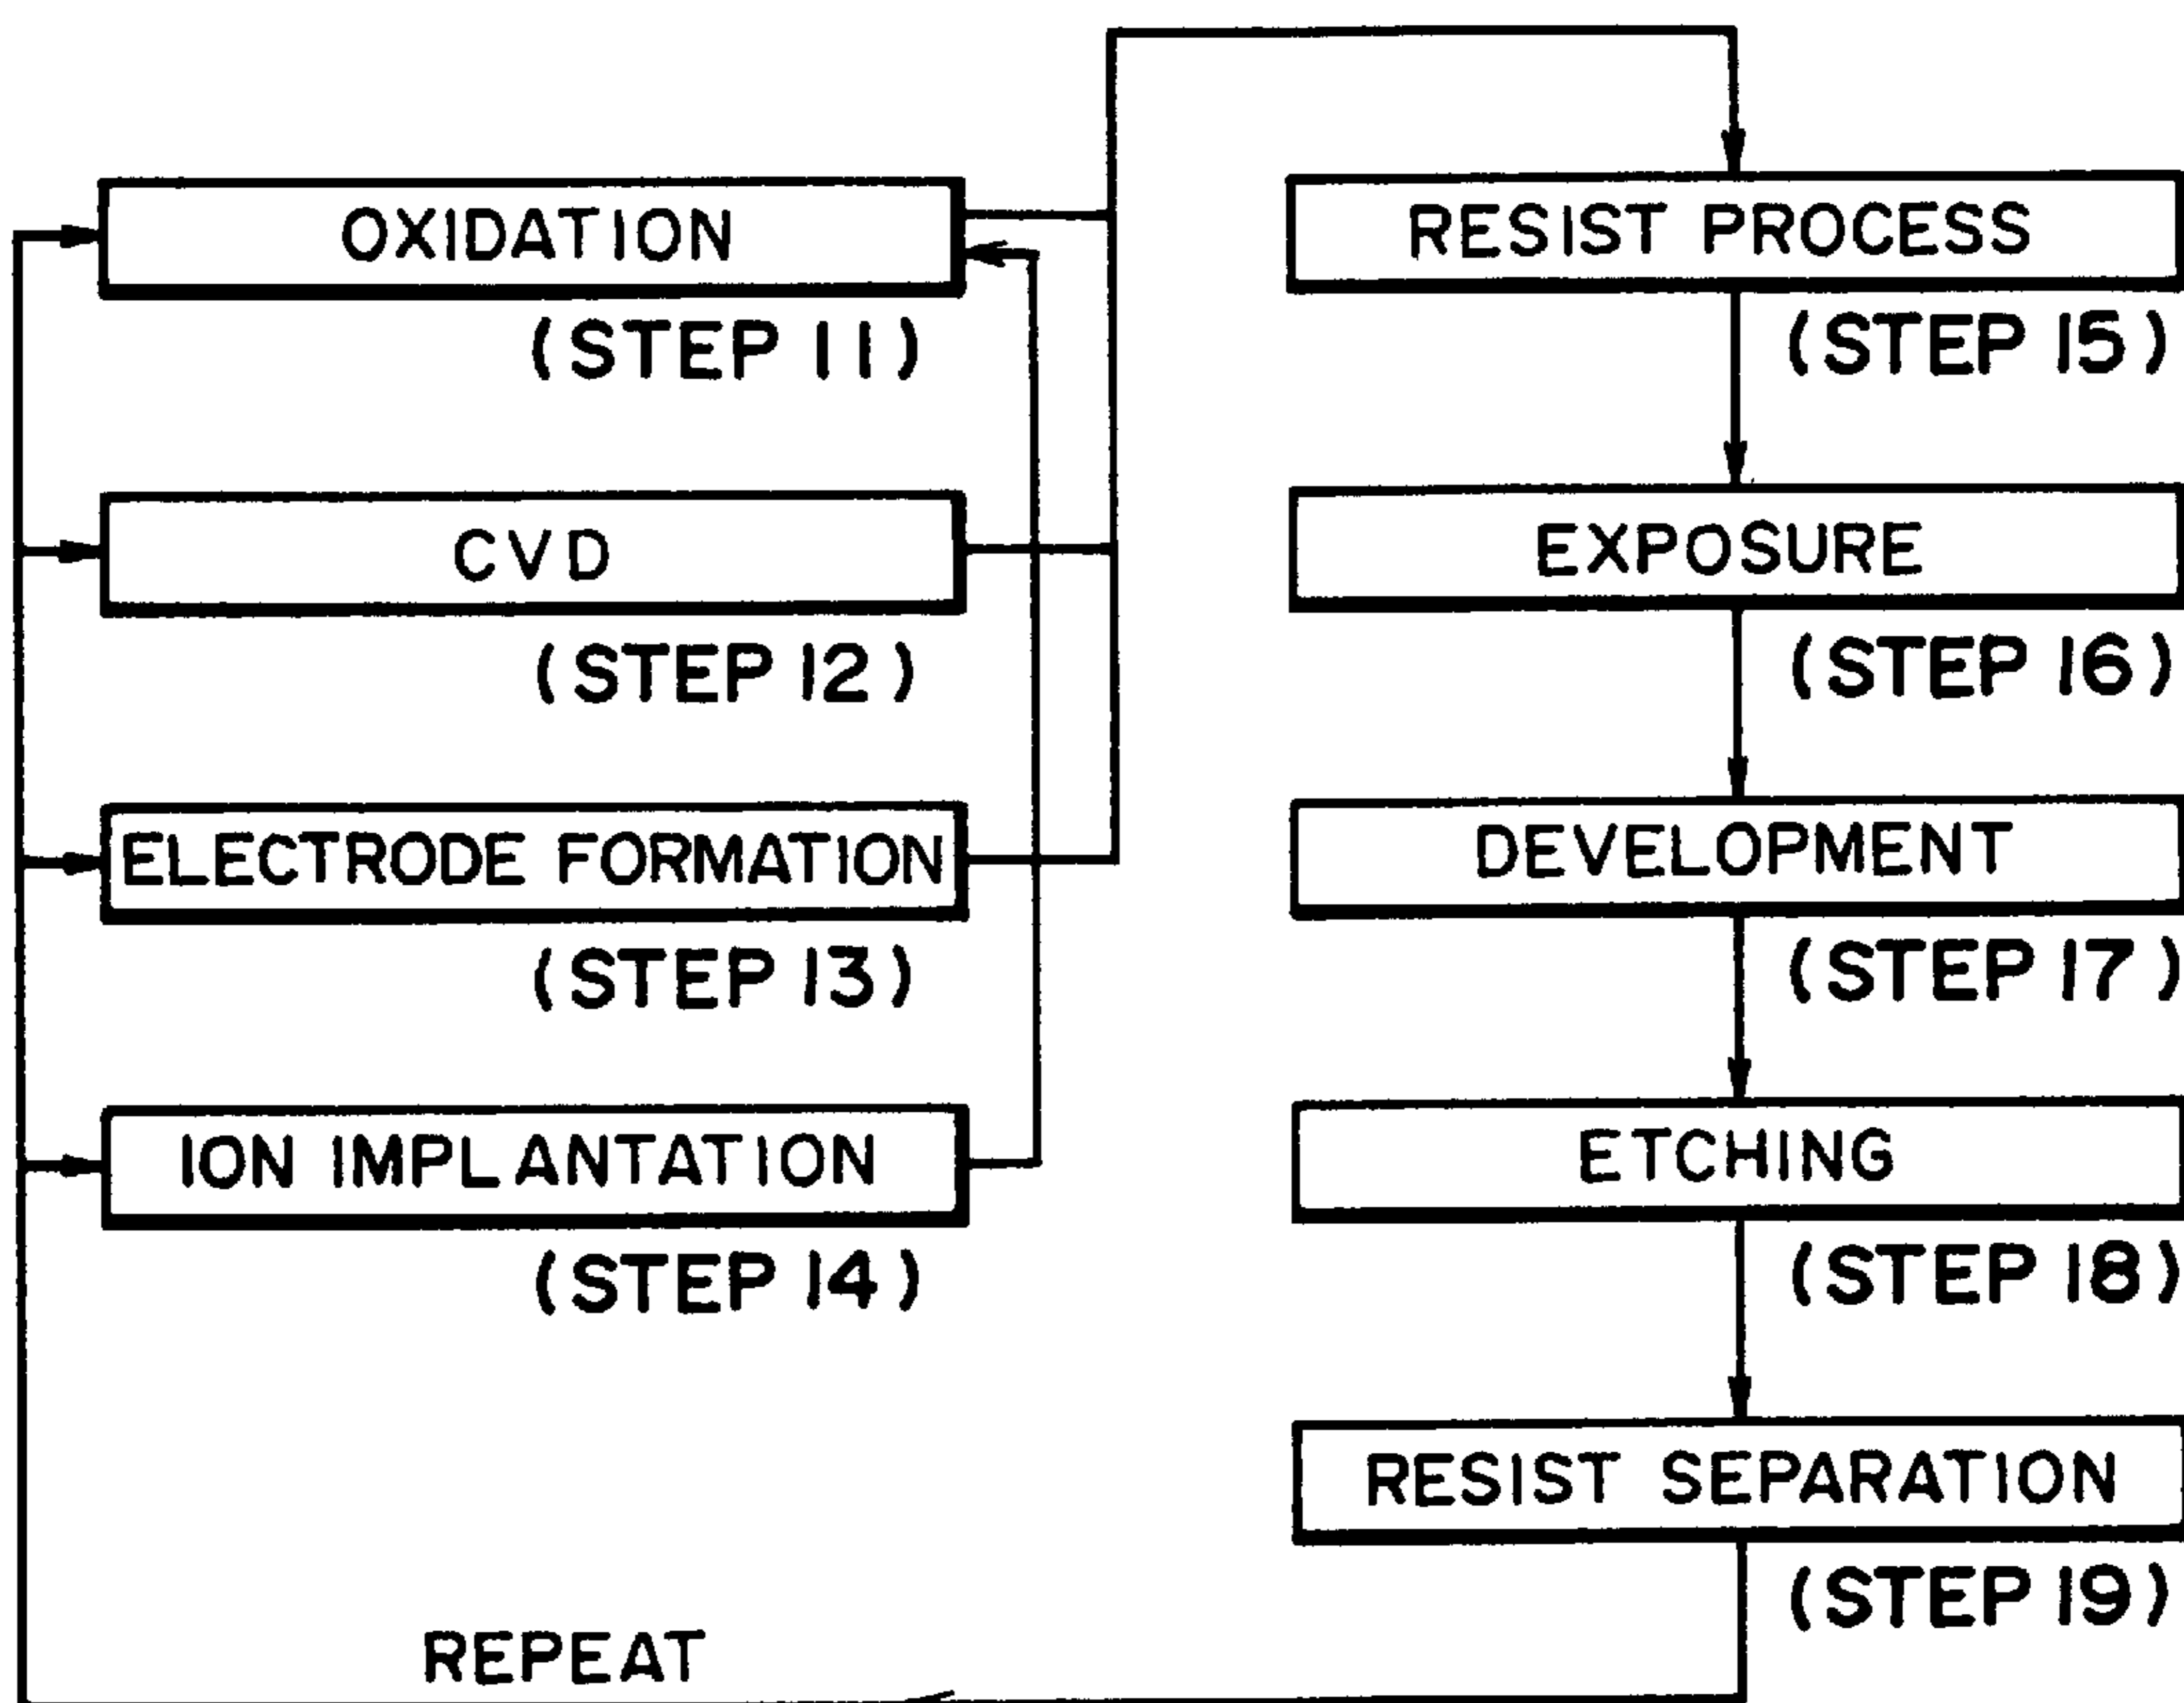 OXIDATION
(STEP 11)
CVD
(STEP 12)
ELECTRODE FORMATION
(STEP 13)
ION IMPLANTATION
(STEP 14)
REPEAT
RESIST PROCESS
(STEP 15)
EXPOSURE
(STEP 16)
DEVELOPMENT
(STEP 17)
ETCHING
(STEP 18)
RESIST SEPARATION
(STEP 19)